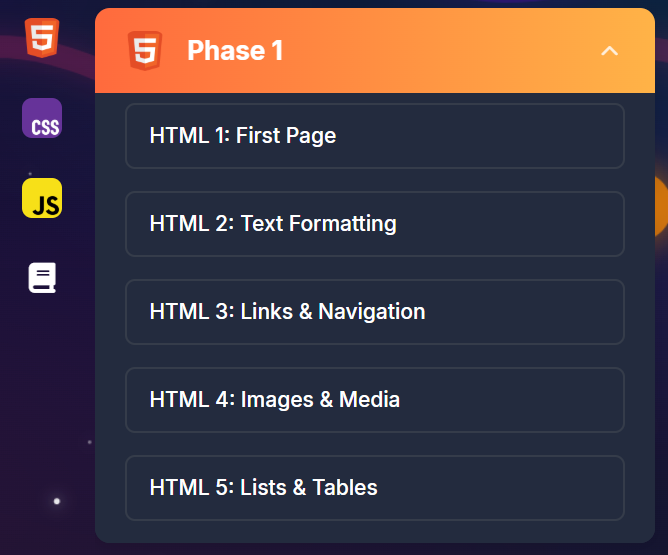 5
5
Phase 1
HTML 1: First Page
CSS
HTML 2: Text Formatting
JS
HTML 3: Links & Navigation
HTML 4: Images & Media
HTML 5: Lists & Tables